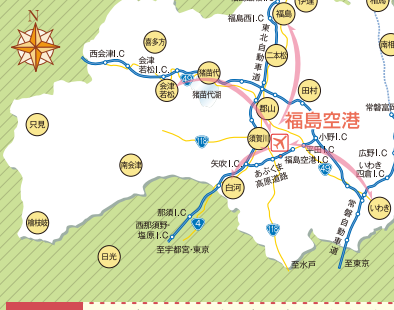 N
福島西I.C
福島
伊達
相馬
東北自動車道
喜多方
二本松
南相
西会津I.C
会津
若松I.C
49
猪苗代
会津
若松
猪苗代湖
田村
郡山
常磐富
福島空港
只見
118
須賀川
小野I.C
平田I.C
広野I.C
南会津
矢吹I.C
福島空港I.C
いわき
四倉I.C
あぶくま
高原道路
49
白河
いわき
那須I.C
常磐自動車道
檜枝岐
西那須野・
塩原I.C
4
118
至宇都宮・東京
日光
至水戸
至東京